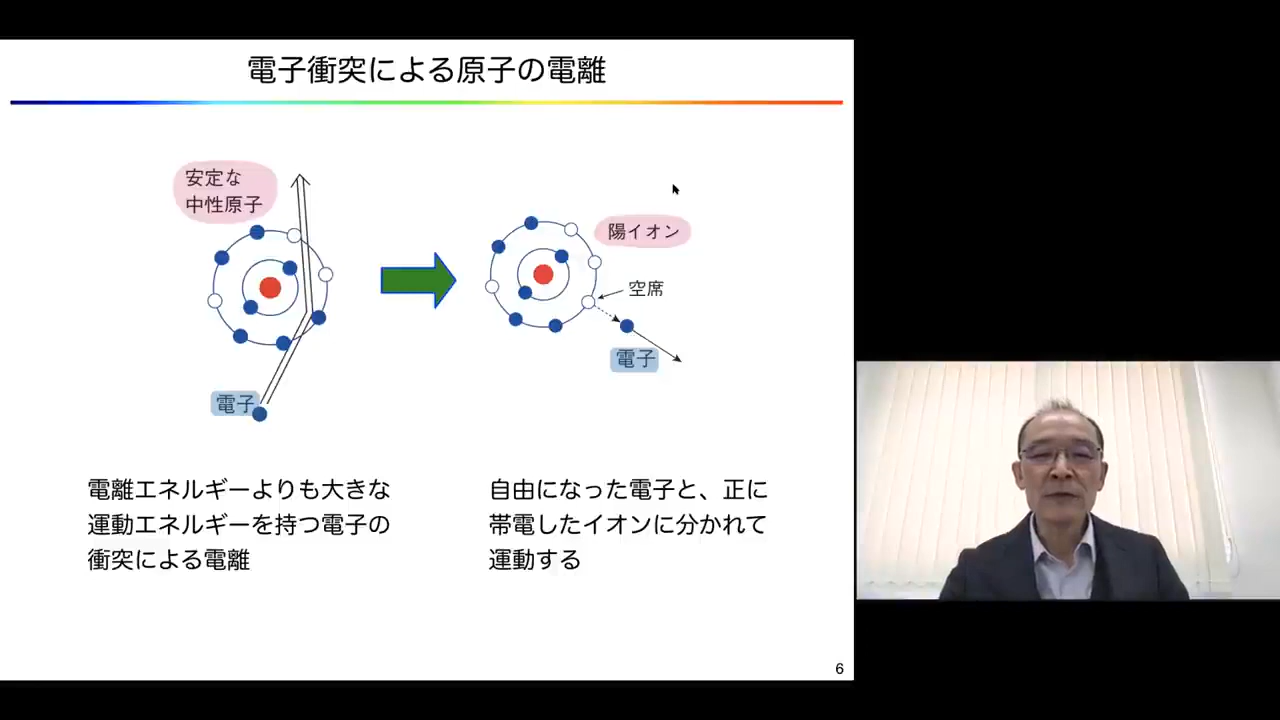 電子衝突による原子の電離
安定な
中性原子
陽イオン
空席
電子
電子
電離エネルギーよりも大きな
運動エネルギーを持つ電子の
衝突による電離
自由になった電子と、正に
帯電したイオンに分かれて
運動する
6